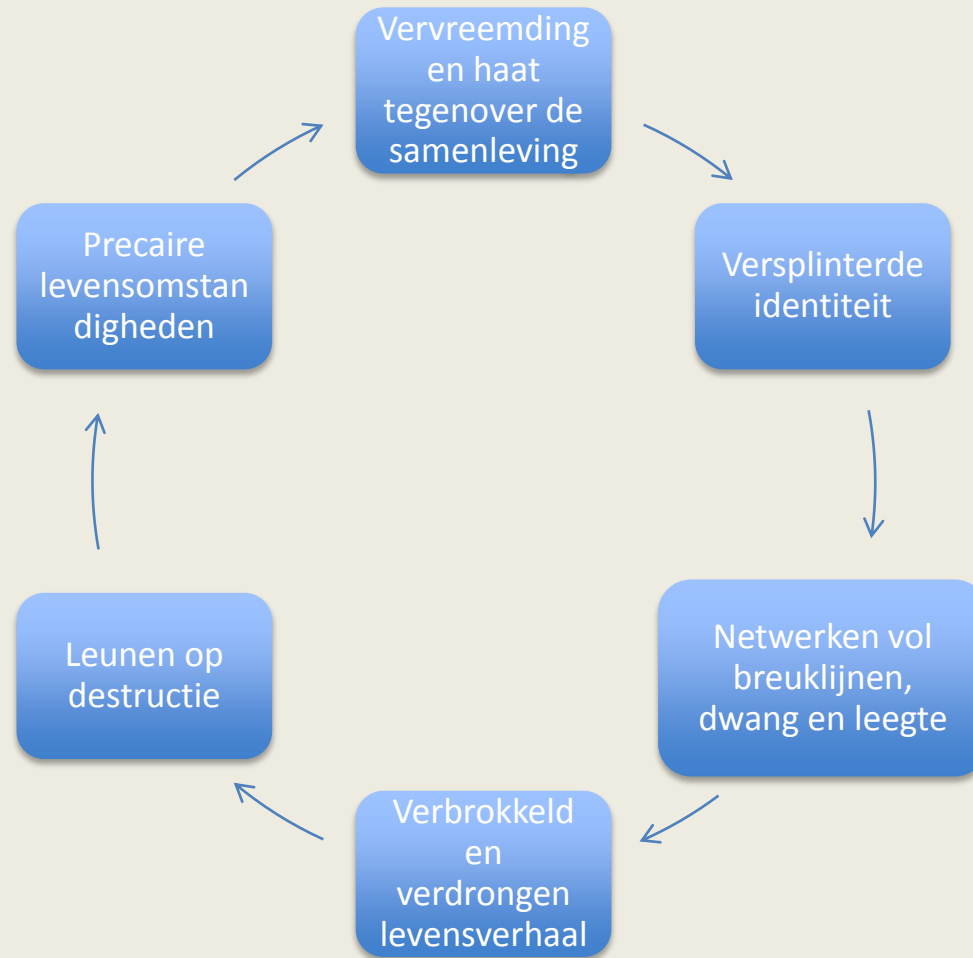 Vervreemding
en haat
tegenover de
samenleving
Versplinterde
identiteit
Netwerken vol
breuklijnen,
dwang en leegte
Verbrokkeld
en
verdrongen
levensverhaal
Leunen op
destructie
Precaire
levensomstan
digheden